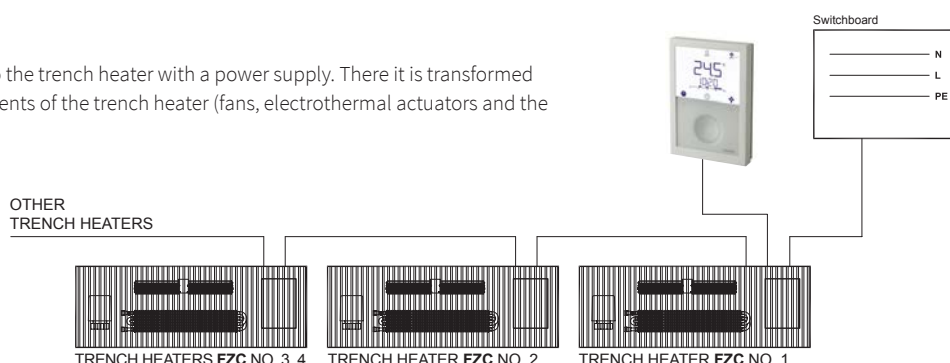 Switchboard
N
L
PE
the trench heater with a power supply. There it is transformed
ents of the trench heater (fans, electrothermal actuators and the
24.5°
OTHER
TRENCH HEATERS
TRENCH HEATERS FZC NO. 3, 4
TRENCH HEATER FZC NO. 2
TRENCH HEATER FZC NO. 1